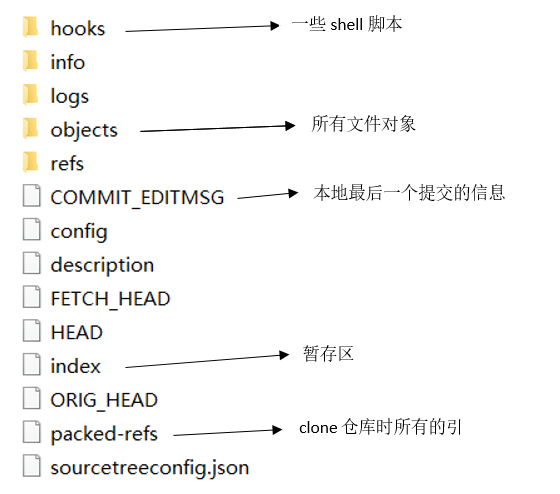 hooks 一些 shell 脚本
info
logs
objects 所有文件对象
refs
COMMIT_EDITMSG 本地最后一个提交的信息
config
description
FETCH_HEAD
HEAD
index 暂存区
ORIG_HEAD
packed-refs clone 仓库时所有的引
sourcetreeconfig.json